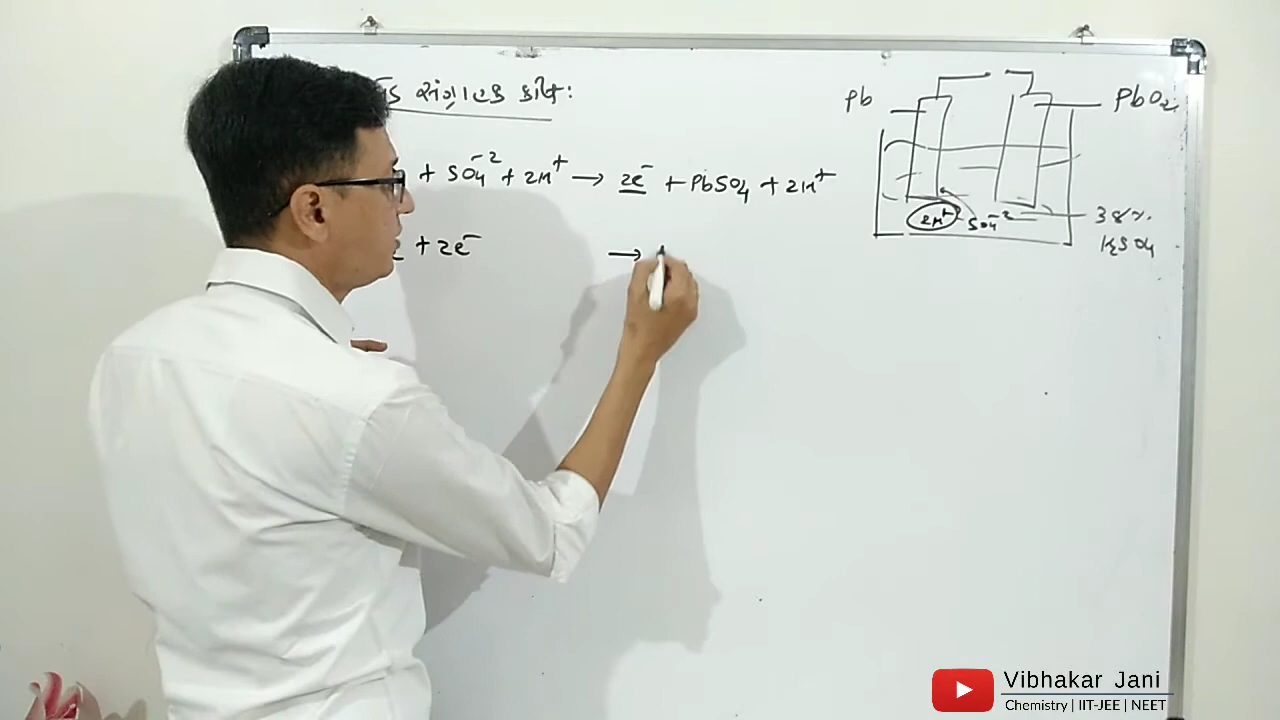 સંગ્રાહક કોષ :
+ SO₄⁻² + 2H⁺ → 2e⁻ + PbSO₄ + 2H⁺
+ 2e⁻ →
Pb
PbO₂
2H⁺ SO₄⁻²
38%
H₂SO₄
Vibhakar Jani
Chemistry | IIT-JEE | NEET